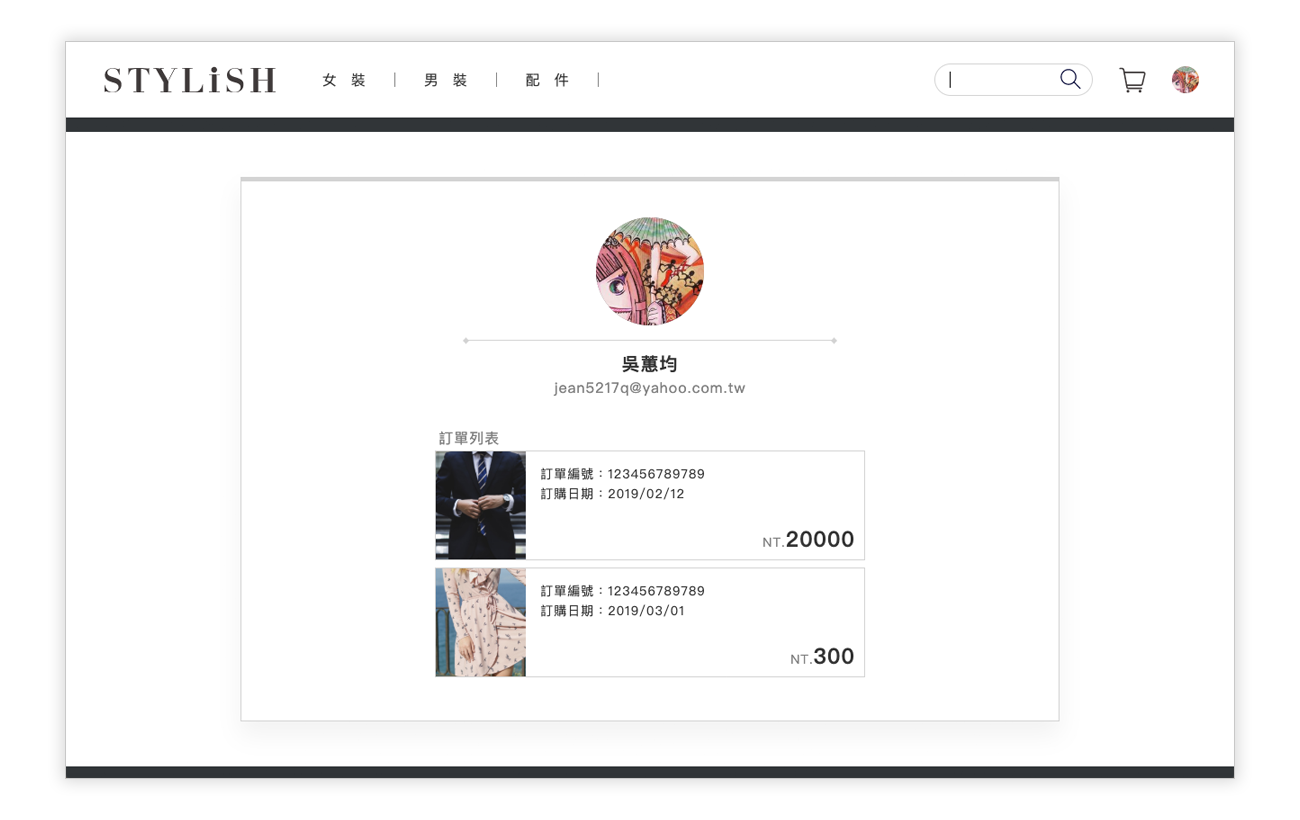 STYLiSH 女裝 | 男裝 | 配件 |
吳蕙均
jean5217q@yahoo.com.tw
訂單列表
訂單編號：123456789789
訂購日期：2019/02/12
NT.20000
訂單編號：123456789789
訂購日期：2019/03/01
NT.300